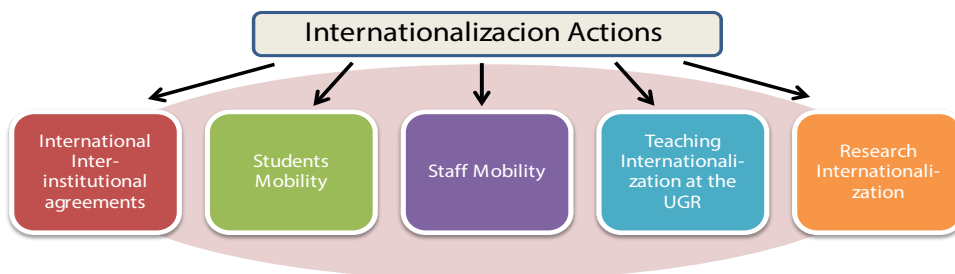 Internationalizacion Actions
International
Inter-
institutional
agreements
Students
Mobility
Staff Mobility
Teaching
Internationali-
zation at the
UGR
Research
Internationali-
zation